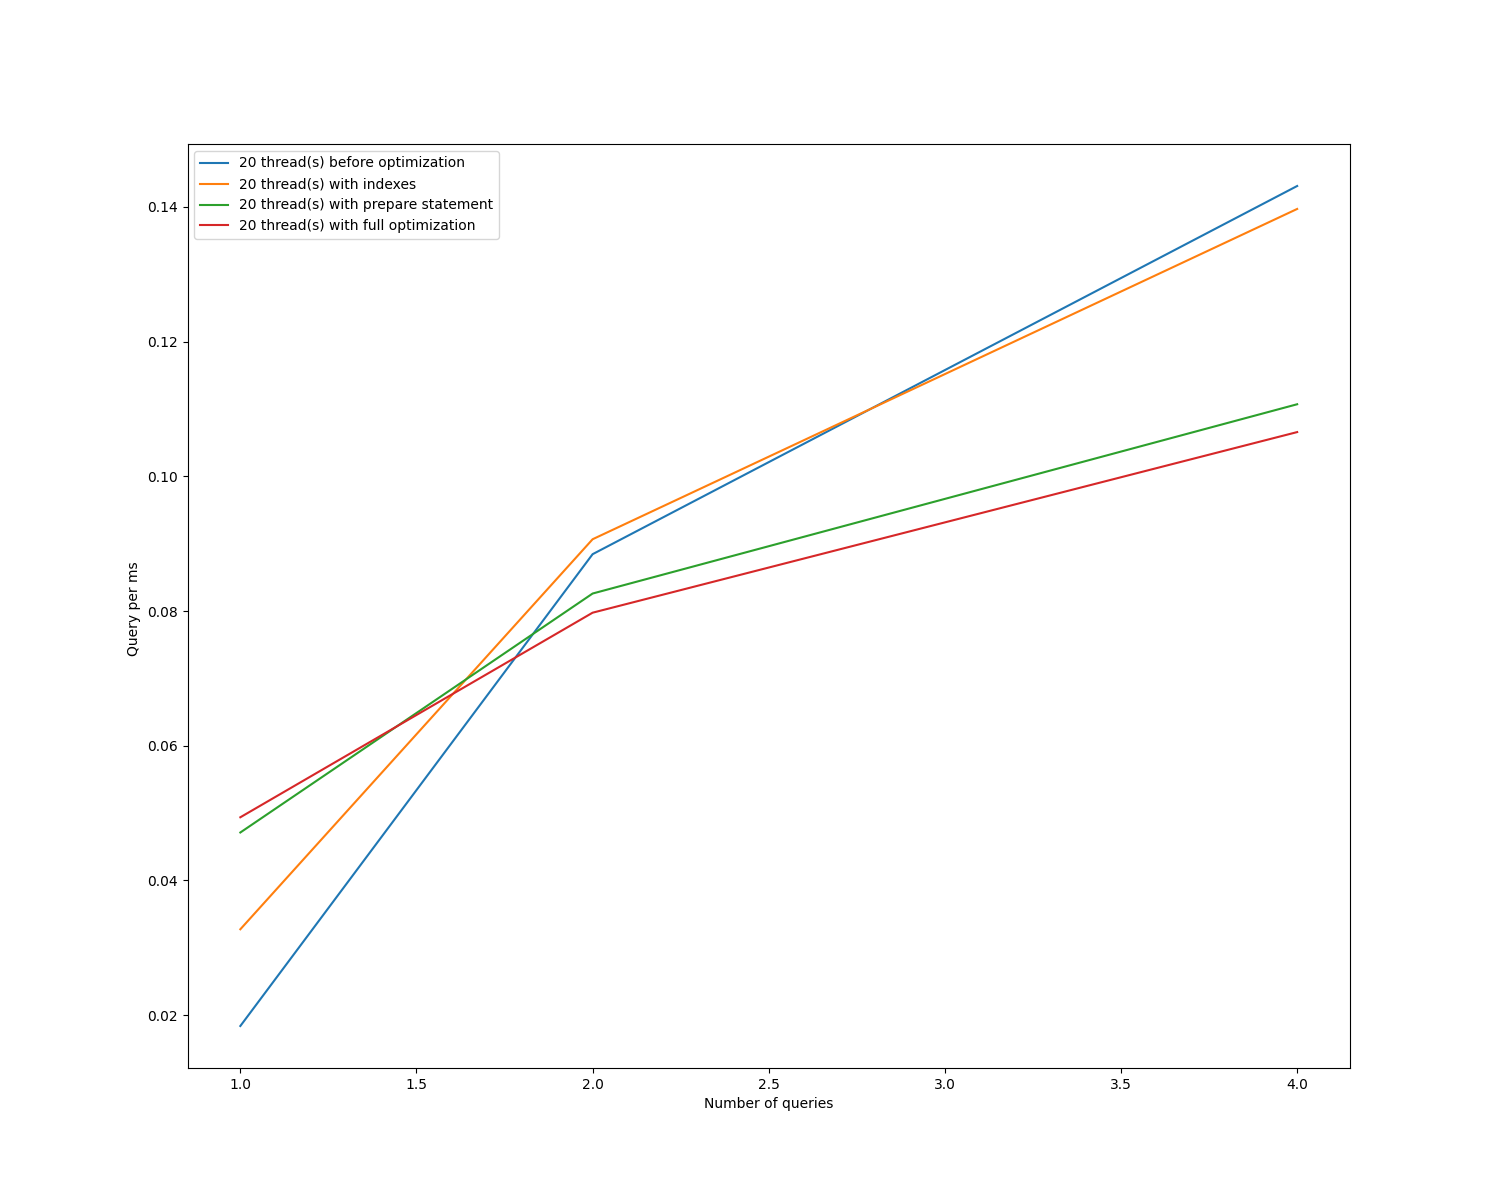 20 thread(s) before optimization
20 thread(s) with indexes
20 thread(s) with prepare statement
20 thread(s) with full optimization
0.14
0.12
0.10
0.08
0.06
0.04
0.02
Query per ms
1.0 1.5 2.0 2.5 3.0 3.5 4.0
Number of queries